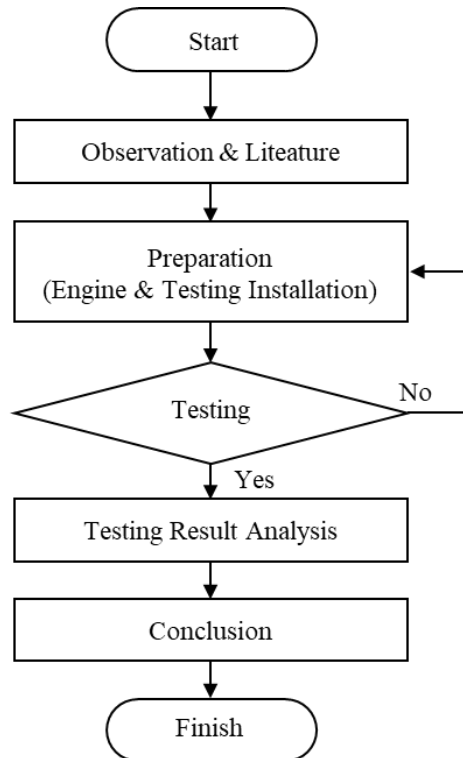 Start
Observation & Liteature
Preparation
(Engine & Testing Installation)
No
Testing
Yes
Testing Result Analysis
Conclusion
Finish